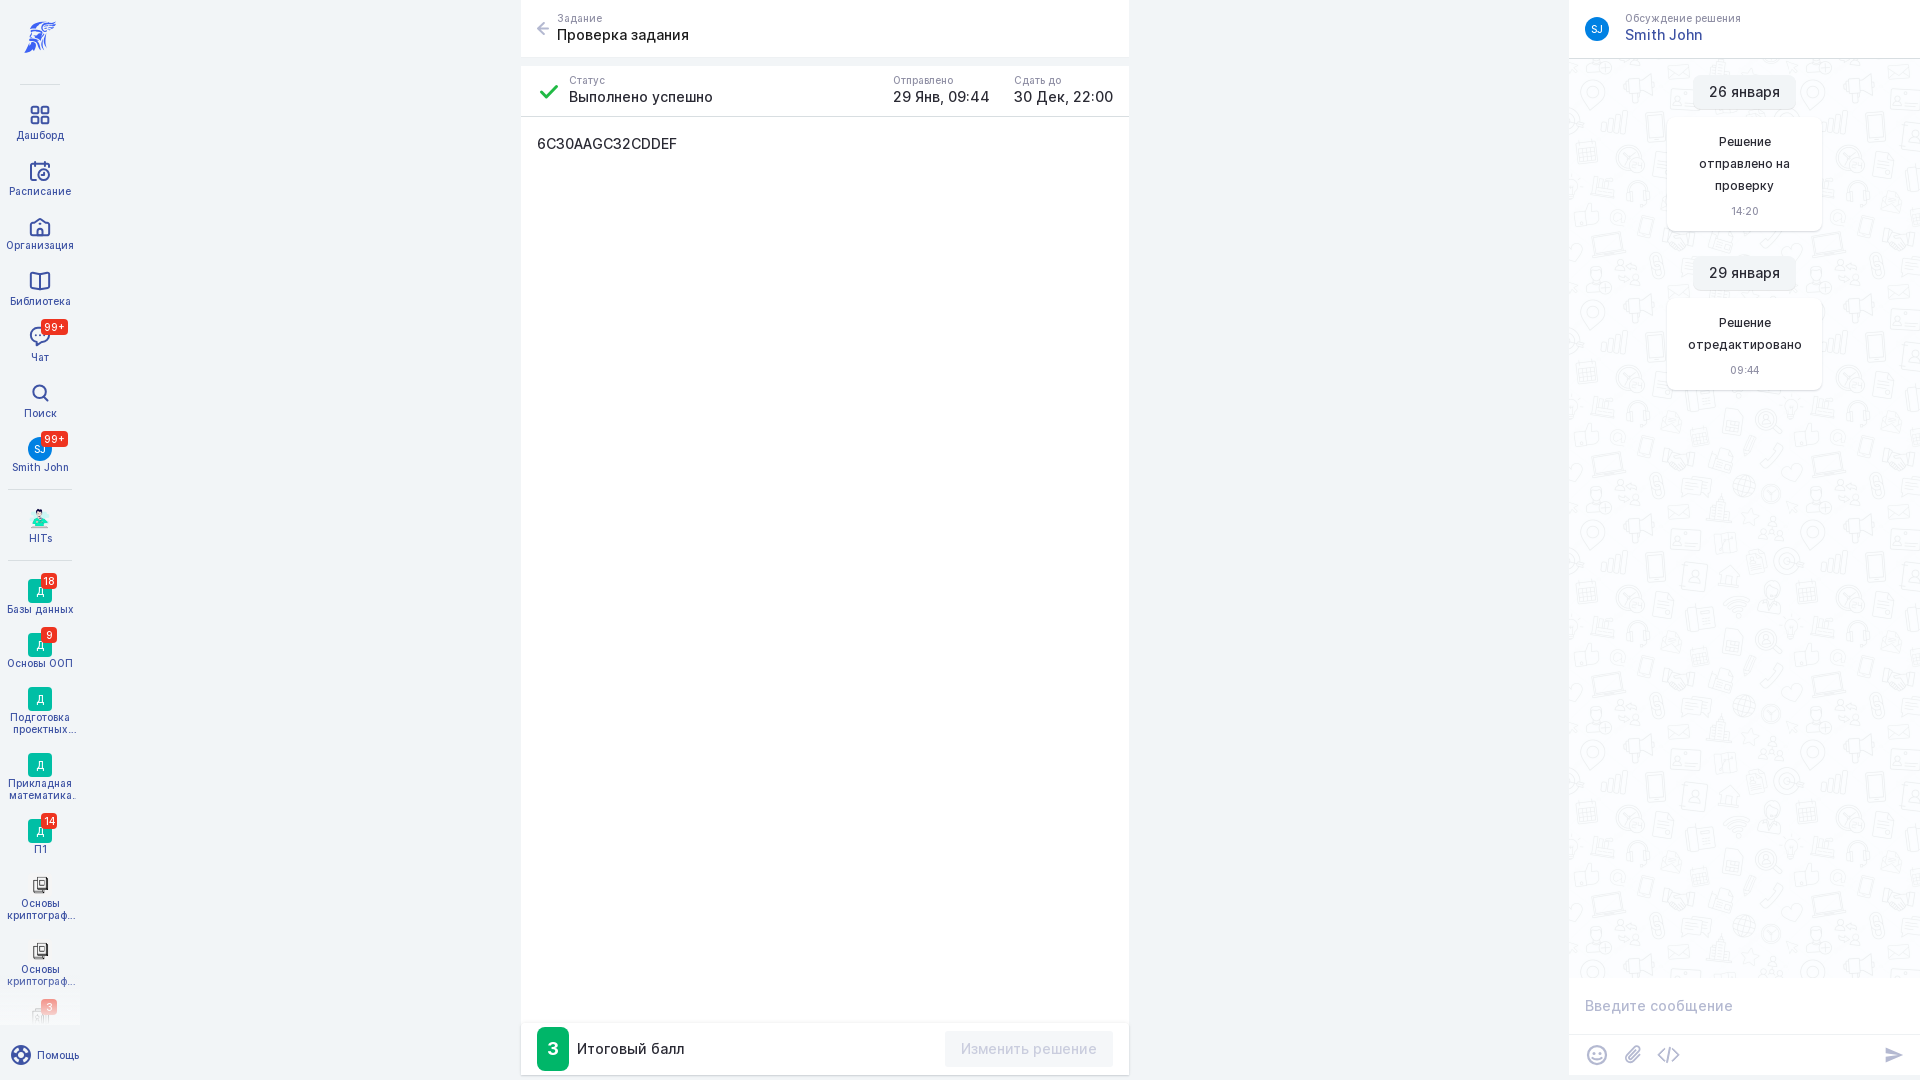 Дашборд
Расписание
Организация
Библиотека
99+
Чат
Поиск
SJ
99+
Smith John
HITs
Д
18
Базы данных
Д
9
Основы ООП
Д
Подготовка
проектных...
Д
Прикладная
математика.
Д
14
П1
Основы
криптограф...
Основы
криптограф...
3
Помощь
Задание
Проверка задания
Статус
Выполнено успешно
Отправлено
29 Янв, 09:44
Сдать до
30 Дек, 22:00
6C30AAGC32CDDEF
3
Итоговый балл
Изменить решение
SJ
Обсуждение решения
Smith John
26 января
Решение
отправлено на
проверку
14:20
29 января
Решение
отредактировано
09:44
Введите сообщение